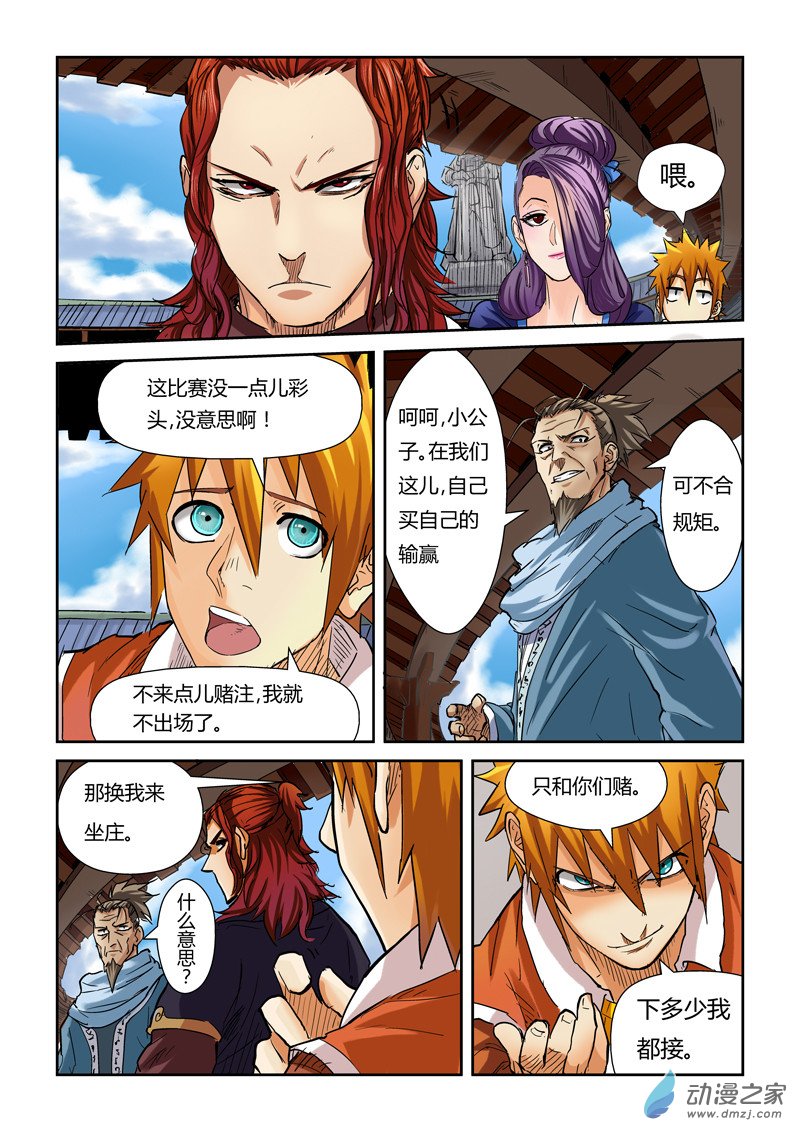 喂。
这比赛没一点儿彩
头，没意思啊！
不来点儿赌注，我就
不出场了。
呵呵，小公
子。在我们
这儿，自己
买自己的
输赢
可不合
规矩。
那换我来
坐庄。
什么
意思？
只和你们赌。
下多少我
都接。
动漫之家
www.dmzj.com